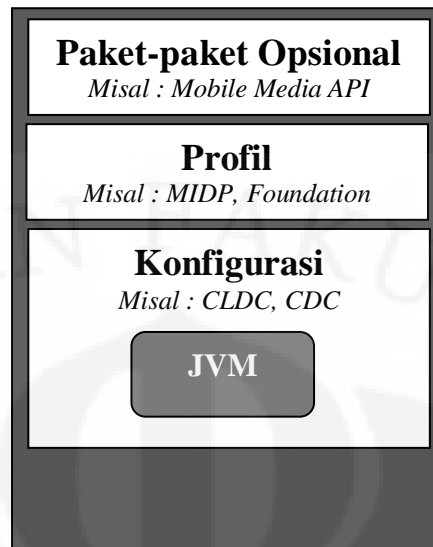 Paket-paket Opsional
Misal : Mobile Media API
Profil
Misal : MIDP, Foundation
Konfigurasi
Misal : CLDC, CDC
JVM